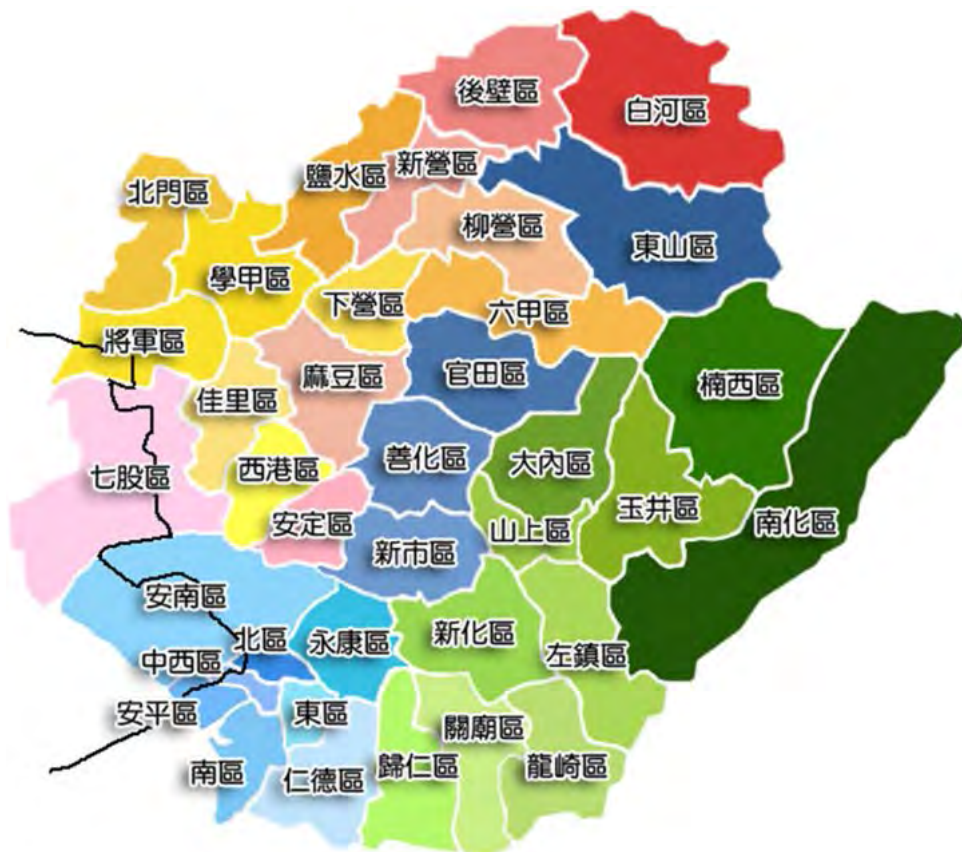 後壁區
白河區
新營區
鹽水區
北門區
柳營區
東山區
學甲區
下營區
六甲區
將軍區
麻豆區
官田區
楠西區
佳里區
西港區
善化區
大內區
七股區
玉井區
南化區
安定區
山上區
新市區
安南區
北區
永康區
新化區
中西區
左鎮區
安平區
東區
關廟區
南區
仁德區
歸仁區
龍崎區